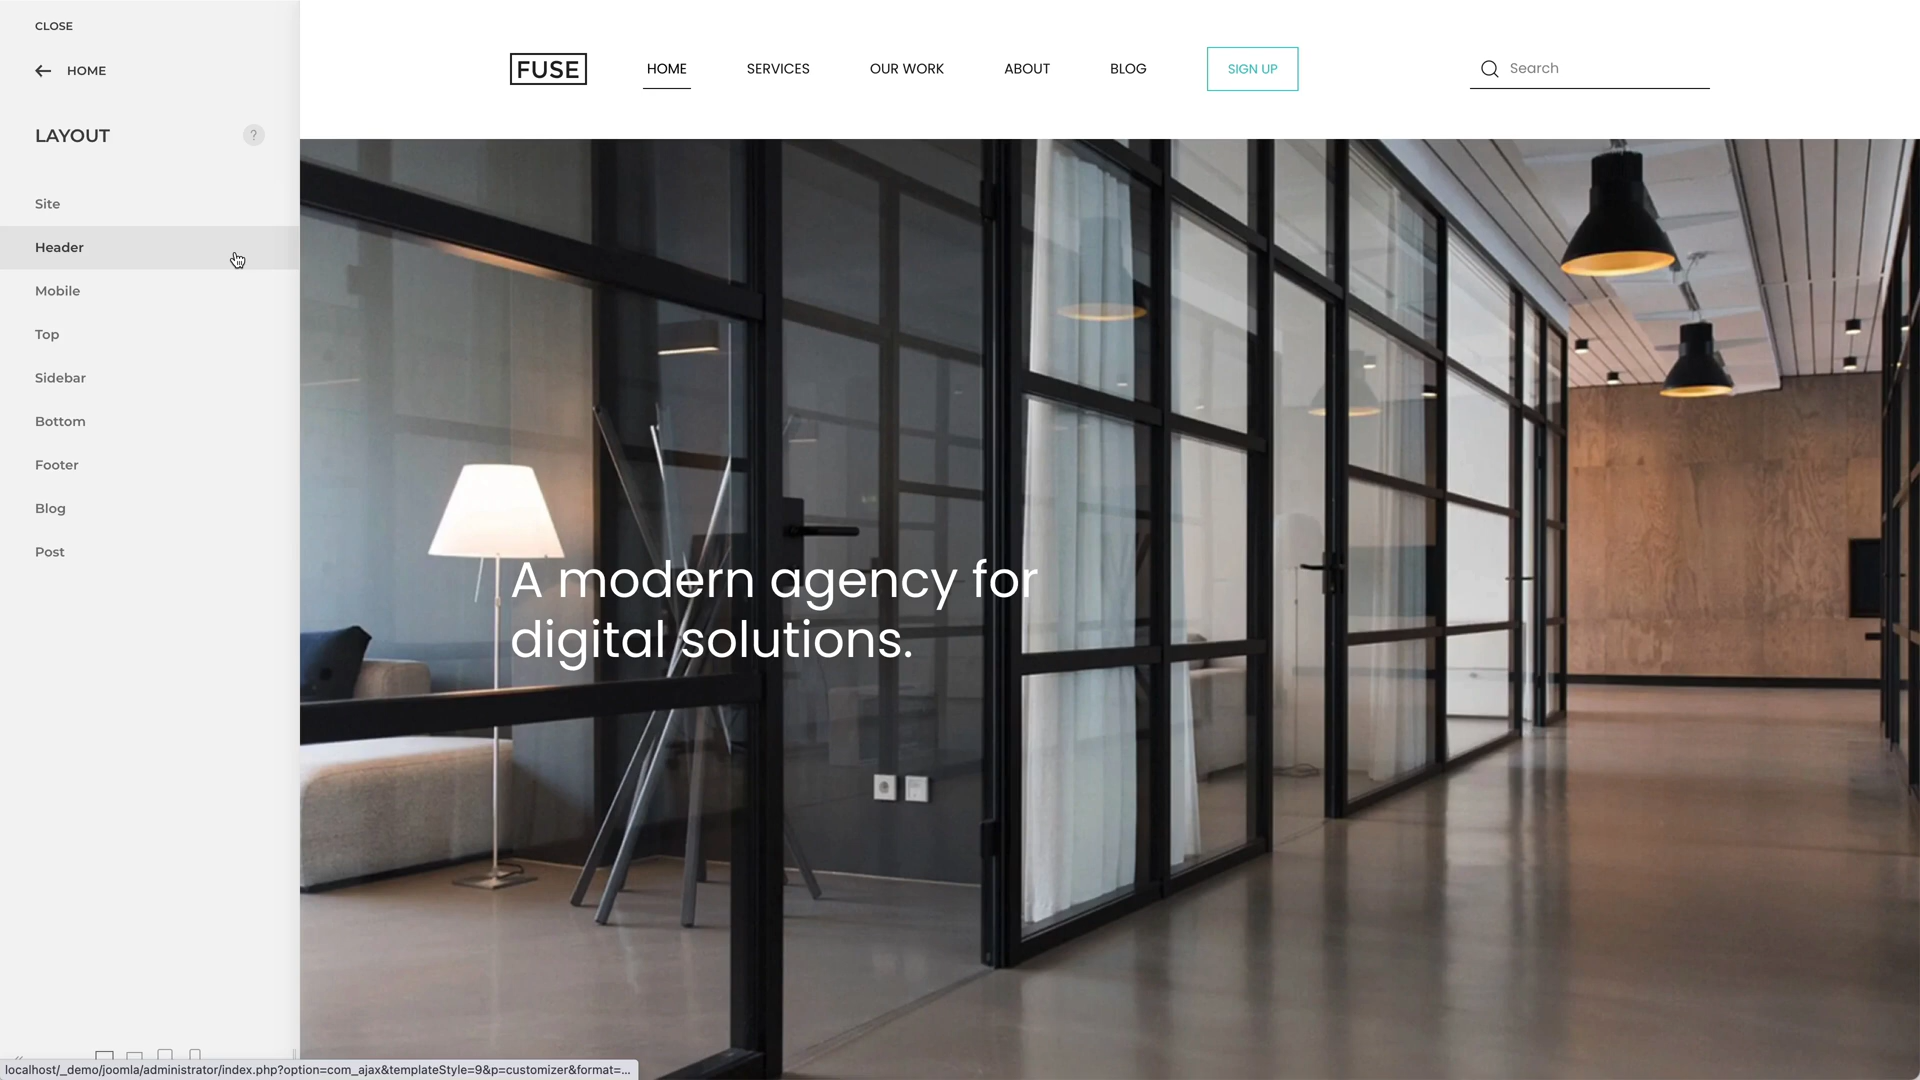 CLOSE
HOME
LAYOUT
?
Site
Header
Mobile
Top
Sidebar
Bottom
Footer
Blog
Post
FUSE
HOME
SERVICES
OUR WORK
ABOUT
BLOG
SIGN UP
Search
A modern agency for
digital solutions.
localhost/_demo/joomla/administrator/index.php?option=com_ajax&templateStyle=9&p=customizer&format=...